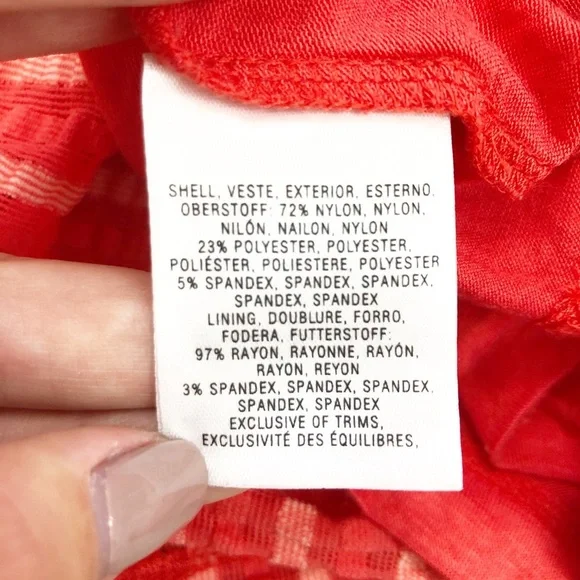 SHELL, VESTE, EXTERIOR, ESTERNO.
OBERSTOFF: 72% NYLON, NYLON,
NILÓN, NAILON, NYLON
23% POLYESTER, POLYESTER,
POLIÉSTER, POLIESTERE, POLYESTER
5% SPANDEX, SPANDEX, SPANDEX,
SPANDEX, SPANDEX
LINING, DOUBLURE, FORRO,
FODERA, FUTTERSTOFF:
97% RAYON, RAYONNE, RAYÓN,
RAYON, REYON
3% SPANDEX, SPANDEX, SPANDEX,
SPANDEX, SPANDEX
EXCLUSIVE OF TRIMS,
EXCLUSIVITÉ DES ÉQUILIBRES,